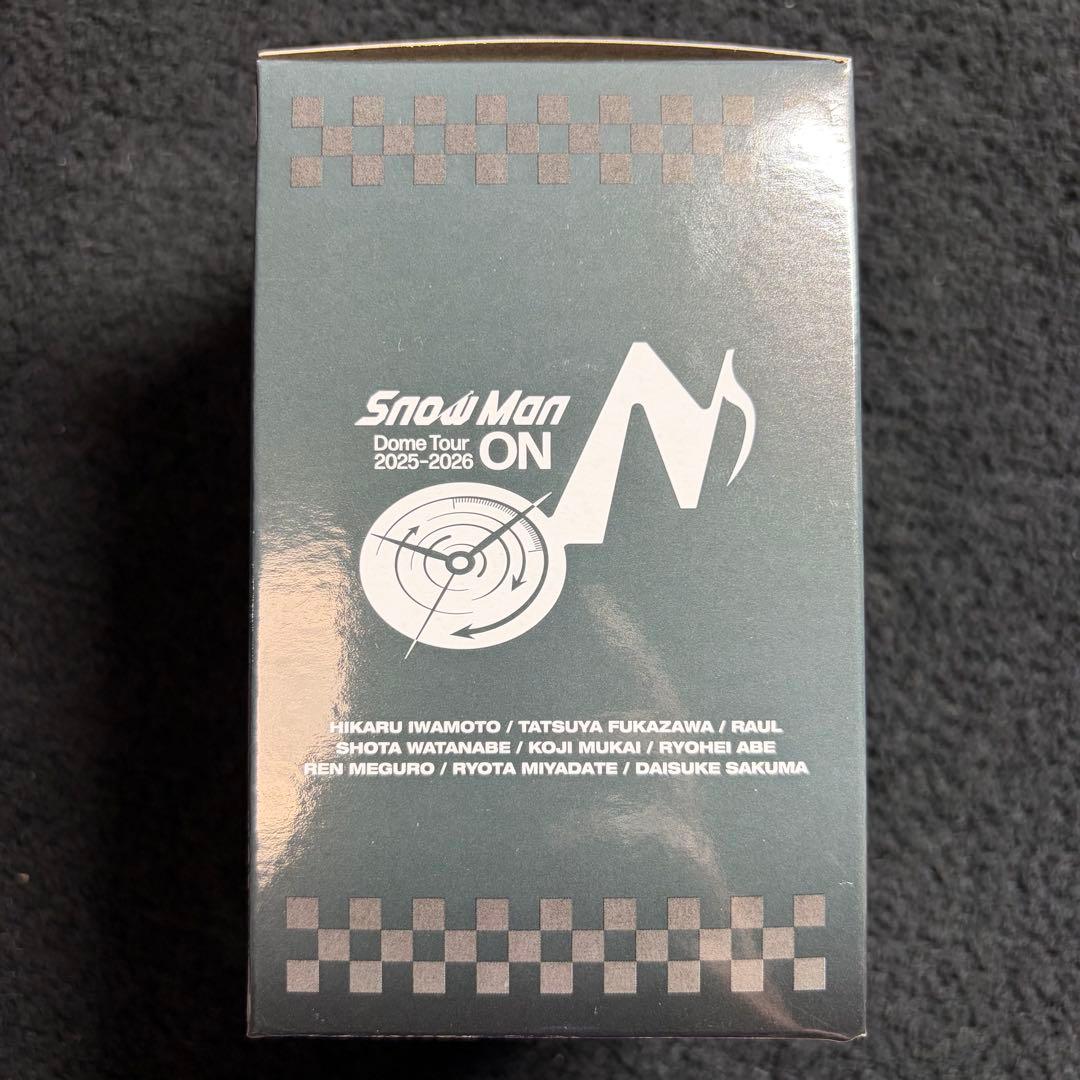 Snow Man
Dome Tour
2025-2026 ON
HIKARU IWAMOTO / TATSUYA FUKAZAWA / RAUL
SHOTA WATANABE / KOJI MUKAI / RYOHEI ABE
REN MEGURO / RYOTA MIYADATE / DAISUKE SAKUMA